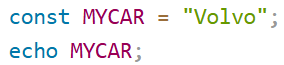 const MYCAR = "Volvo";
echo MYCAR;